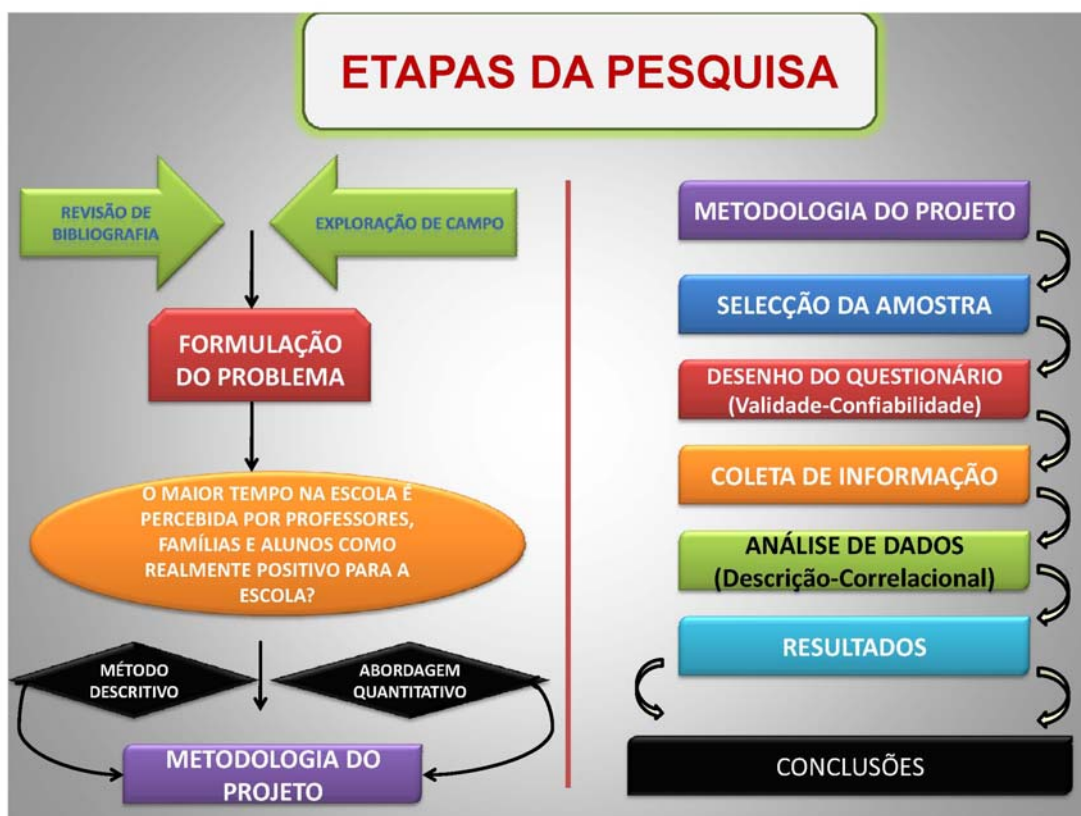 ETAPAS DA PESQUISA
REVISÃO DE
BIBLIOGRAFIA
EXPLORAÇÃO DE CAMPO
FORMULAÇÃO
DO PROBLEMA
O MAIOR TEMPO NA ESCOLA É
PERCEBIDA POR PROFESSORES,
FAMÍLIAS E ALUNOS COMO
REALMENTE POSITIVO PARA A
ESCOLA?
MÉTODO
DESCRITIVO
ABORDAGEM
QUANTITATIVO
METODOLOGIA DO
PROJETO
METODOLOGIA DO PROJETO
SELECÇÃO DA AMOSTRA
DESENHO DO QUESTIONÁRIO
(Validade-Confiabilidade)
COLETA DE INFORMAÇÃO
ANÁLISE DE DADOS
(Descrição-Correlacional)
RESULTADOS
CONCLUSÕES